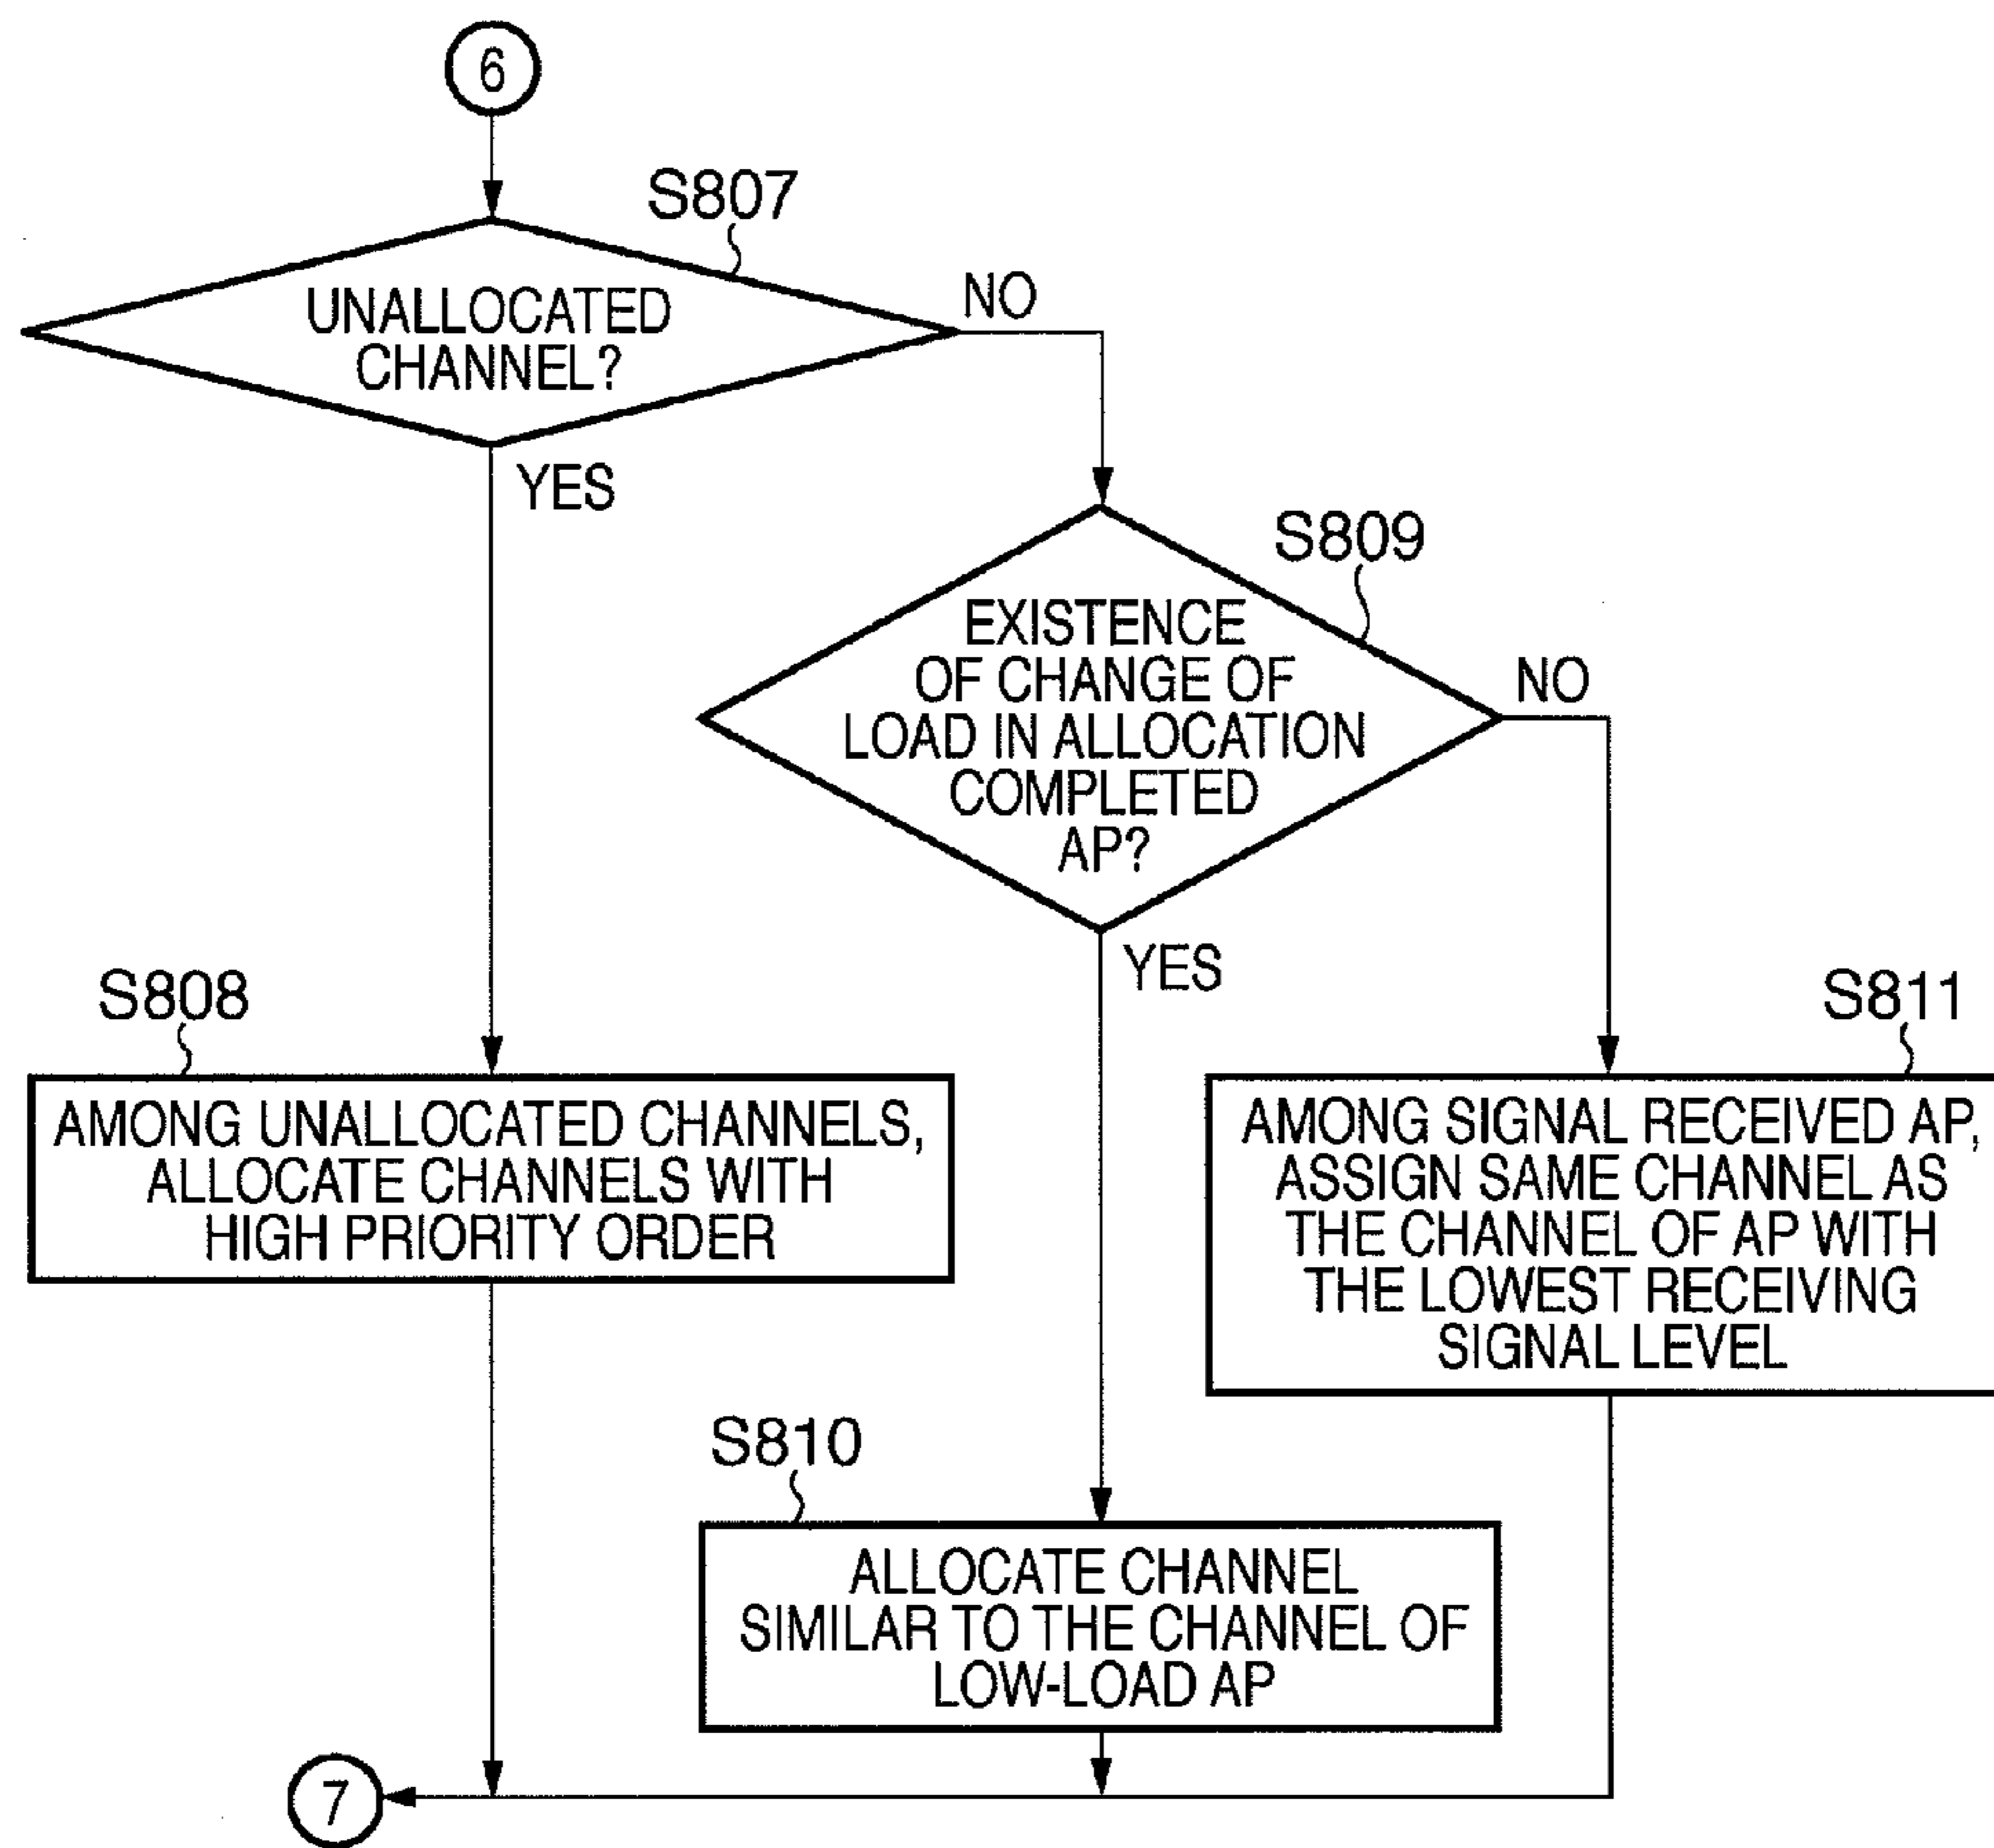 6
S807
UNALLOCATED
CHANNEL?
NO
YES
S809
EXISTENCE
OF CHANGE OF
LOAD IN ALLOCATION
COMPLETED
AP?
NO
YES
S808
AMONG UNALLOCATED CHANNELS,
ALLOCATE CHANNELS WITH
HIGH PRIORITY ORDER
S811
AMONG SIGNAL RECEIVED AP,
ASSIGN SAME CHANNEL AS
THE CHANNEL OF AP WITH
THE LOWEST RECEIVING
SIGNAL LEVEL
S810
ALLOCATE CHANNEL
SIMILAR TO THE CHANNEL OF
LOW-LOAD AP
7